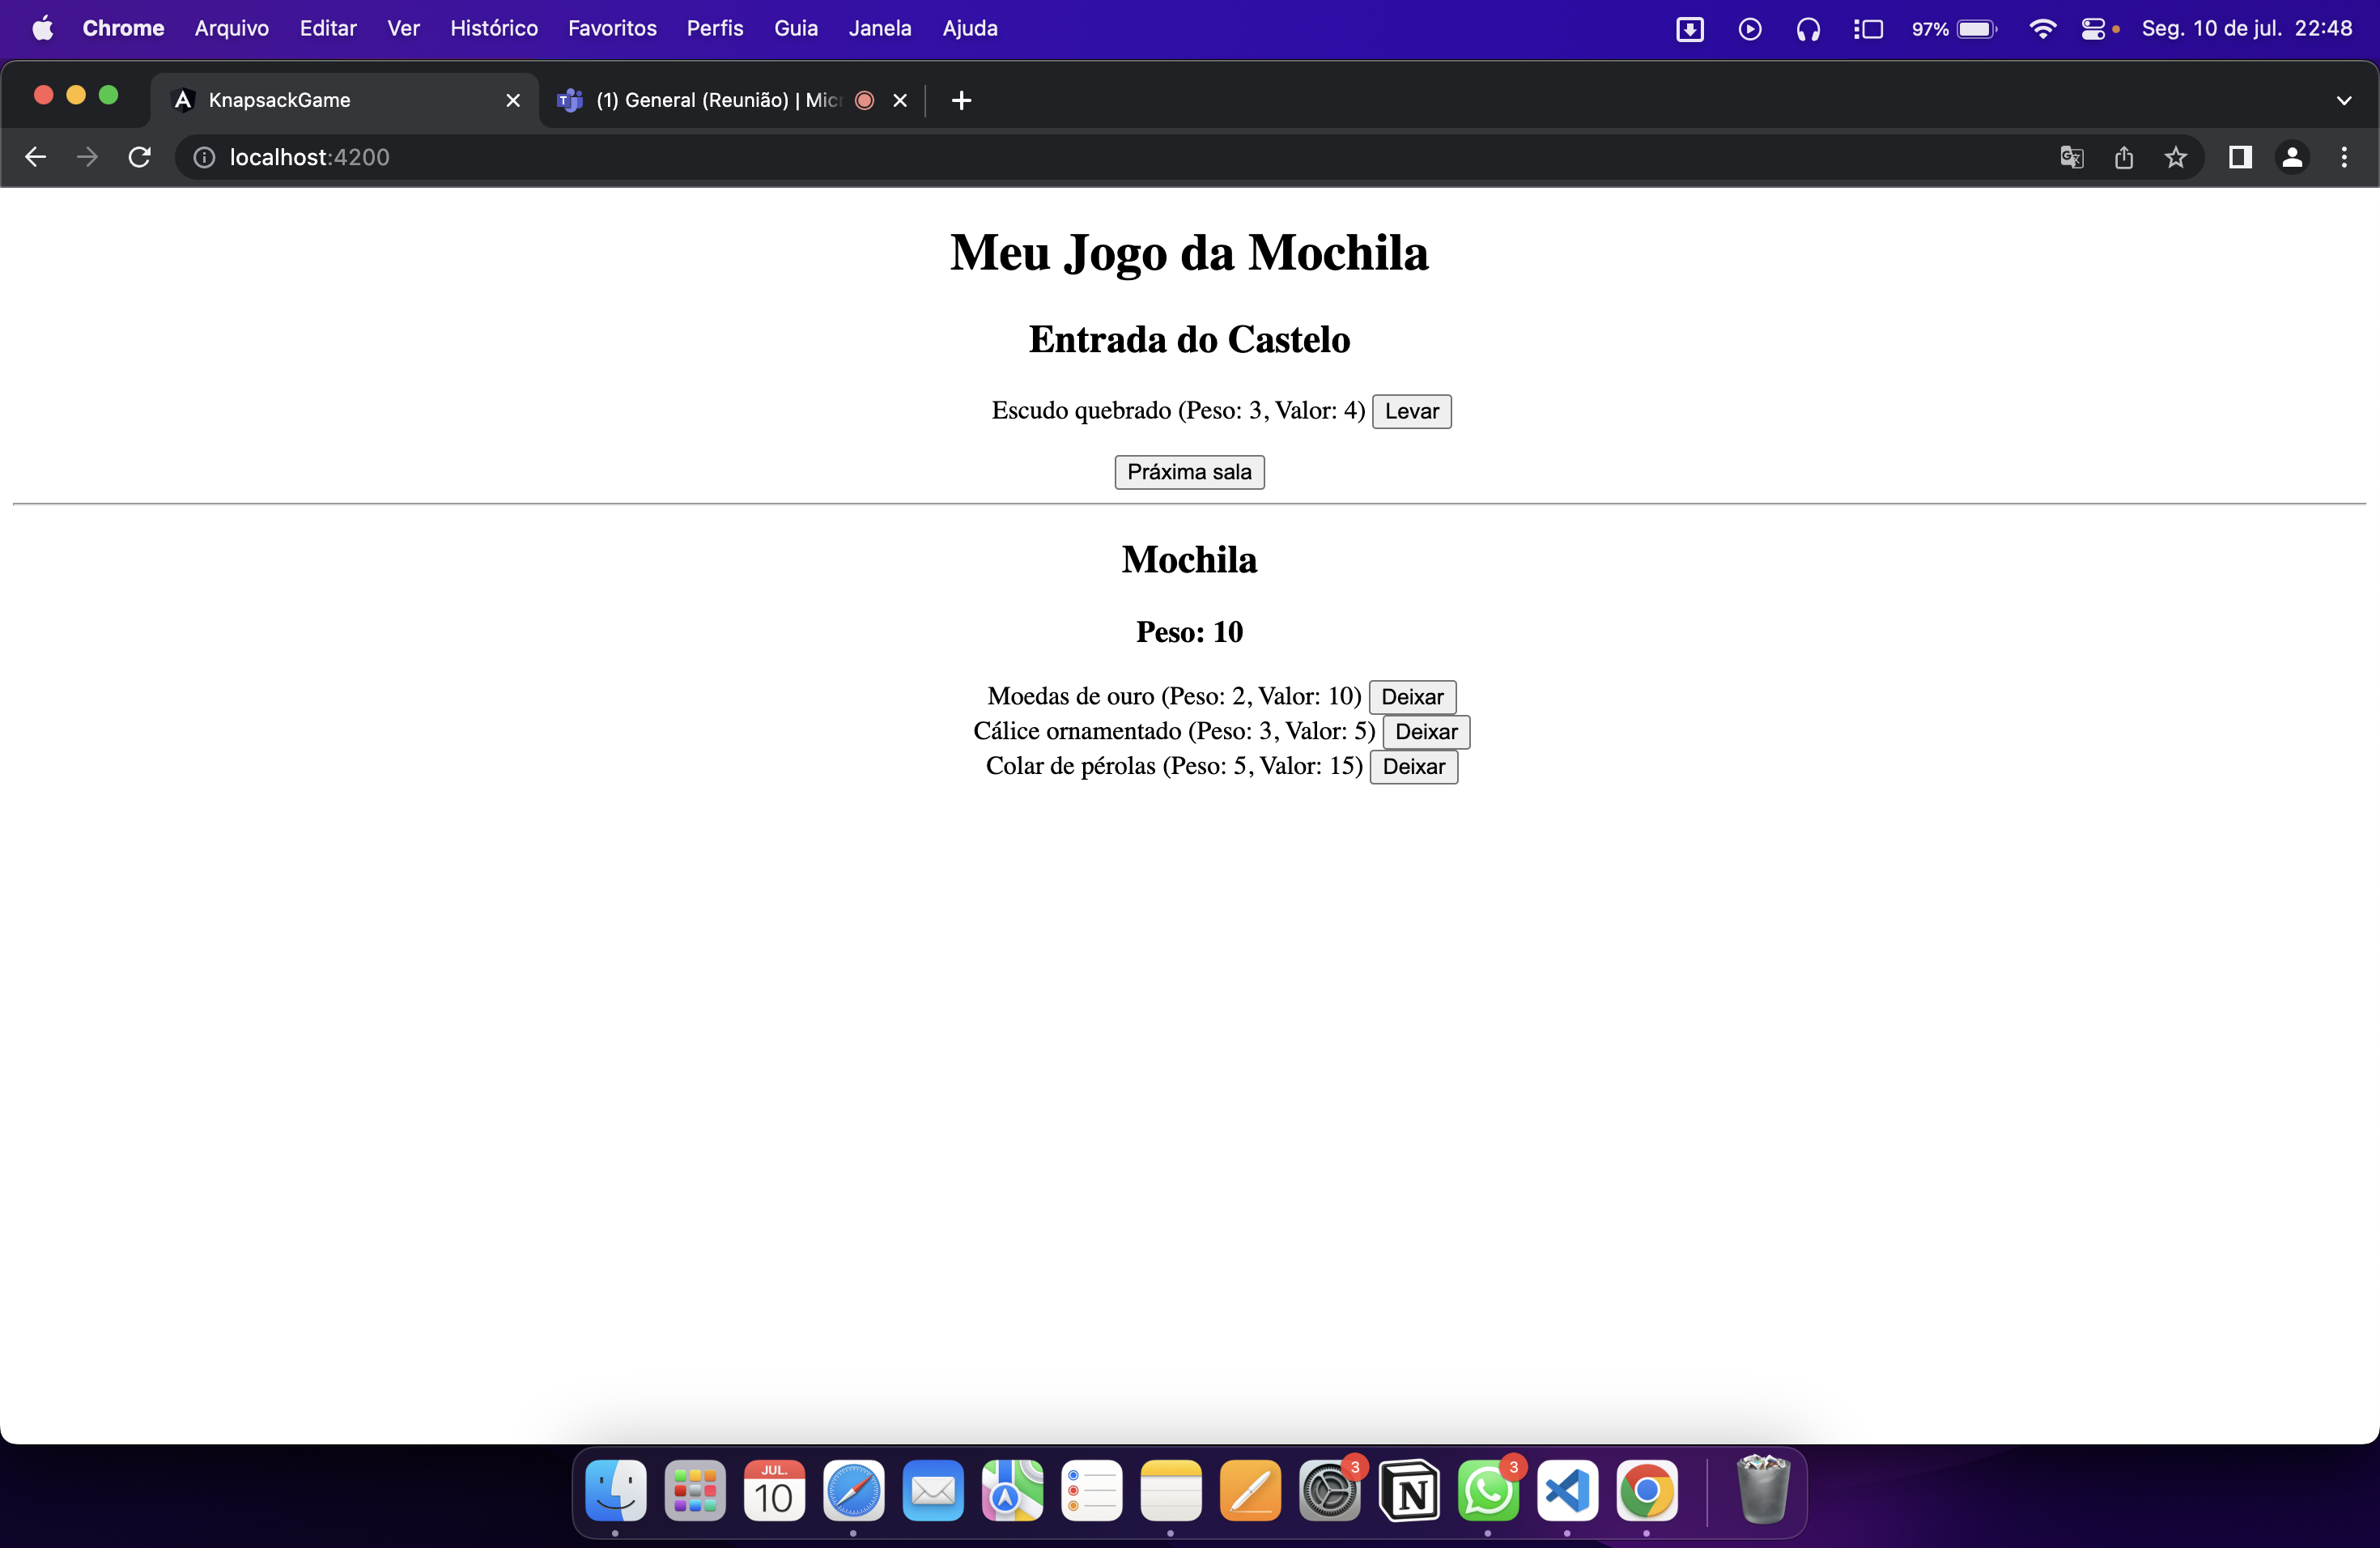 Chrome Arquivo Editar Ver Histórico Favoritos Perfis Guia Janela Ajuda 97% Seg. 10 de jul. 22:48
KnapsackGame (1) General (Reunião) | Micr
localhost:4200
Meu Jogo da Mochila
Entrada do Castelo
Escudo quebrado (Peso: 3, Valor: 4) Levar
Práxima sala
Mochila
Peso: 10
Moedas de ouro (Peso: 2, Valor: 10) Deixar
Cálice ornamentado (Peso: 3, Valor: 5) Deixar
Colar de pérolas (Peso: 5, Valor: 15) Deixar
JUL.
10
3
3